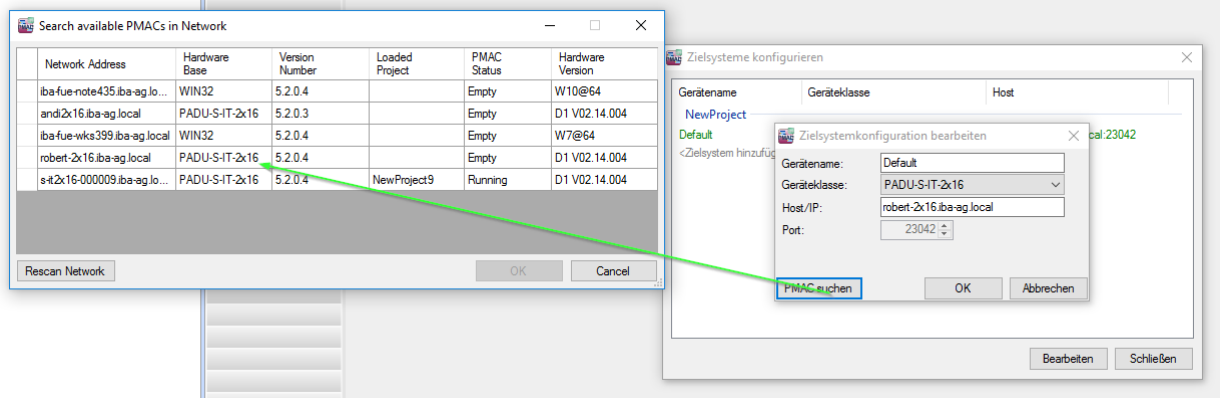 Search available PMACs in Network
Network Address Hardware Base Version Number Loaded Project PMAC Status Hardware Version
iba-fue-note435.iba-ag.lo... WIN32 5.2.0.4 Empty W10@64
andi2x16.iba-ag.local PADU-S-IT-2x16 5.2.0.3 Empty D1 V02.14.004
iba-fue-wks399.iba-ag.local WIN32 5.2.0.4 Empty W7@64
robert-2x16.iba-ag.local PADU-S-IT-2x16 5.2.0.4 Empty D1 V02.14.004
s-it2x16-000009.iba-ag.lo... PADU-S-IT-2x16 5.2.0.4 NewProject9 Running D1 V02.14.004
Rescan Network OK Cancel
Zielsysteme konfigurieren
Gerätename Geräteklasse Host
NewProject
Default cal:23042
<Zielsystem hinzufüg
Zielsystemkonfiguration bearbeiten
Gerätename: Default
Geräteklasse: PADU-S-IT-2x16
Host/IP: robert-2x16.iba-ag.local
Port: 23042
PMAC suchen OK Abbrechen
Bearbeiten Schließen